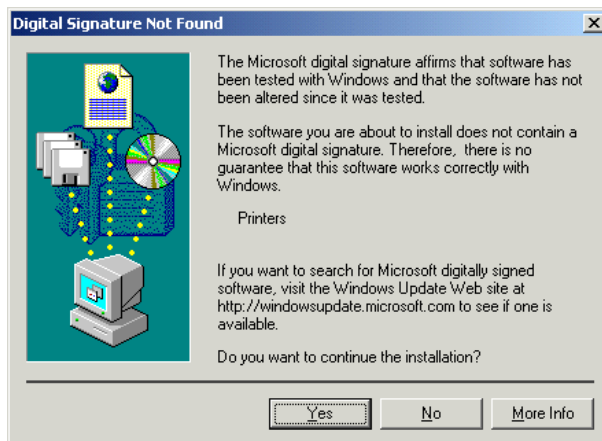 Digital Signature Not Found
The Microsoft digital signature affirms that software has
been tested with Windows and that the software has not
been altered since it was tested.
The software you are about to install does not contain a
Microsoft digital signature. Therefore, there is no
guarantee that this software works correctly with
Windows.
Printers
If you want to search for Microsoft digitally signed
software, visit the Windows Update Web site at
http://windowsupdate.microsoft.com to see if one is
available.
Do you want to continue the installation?
Yes No More Info